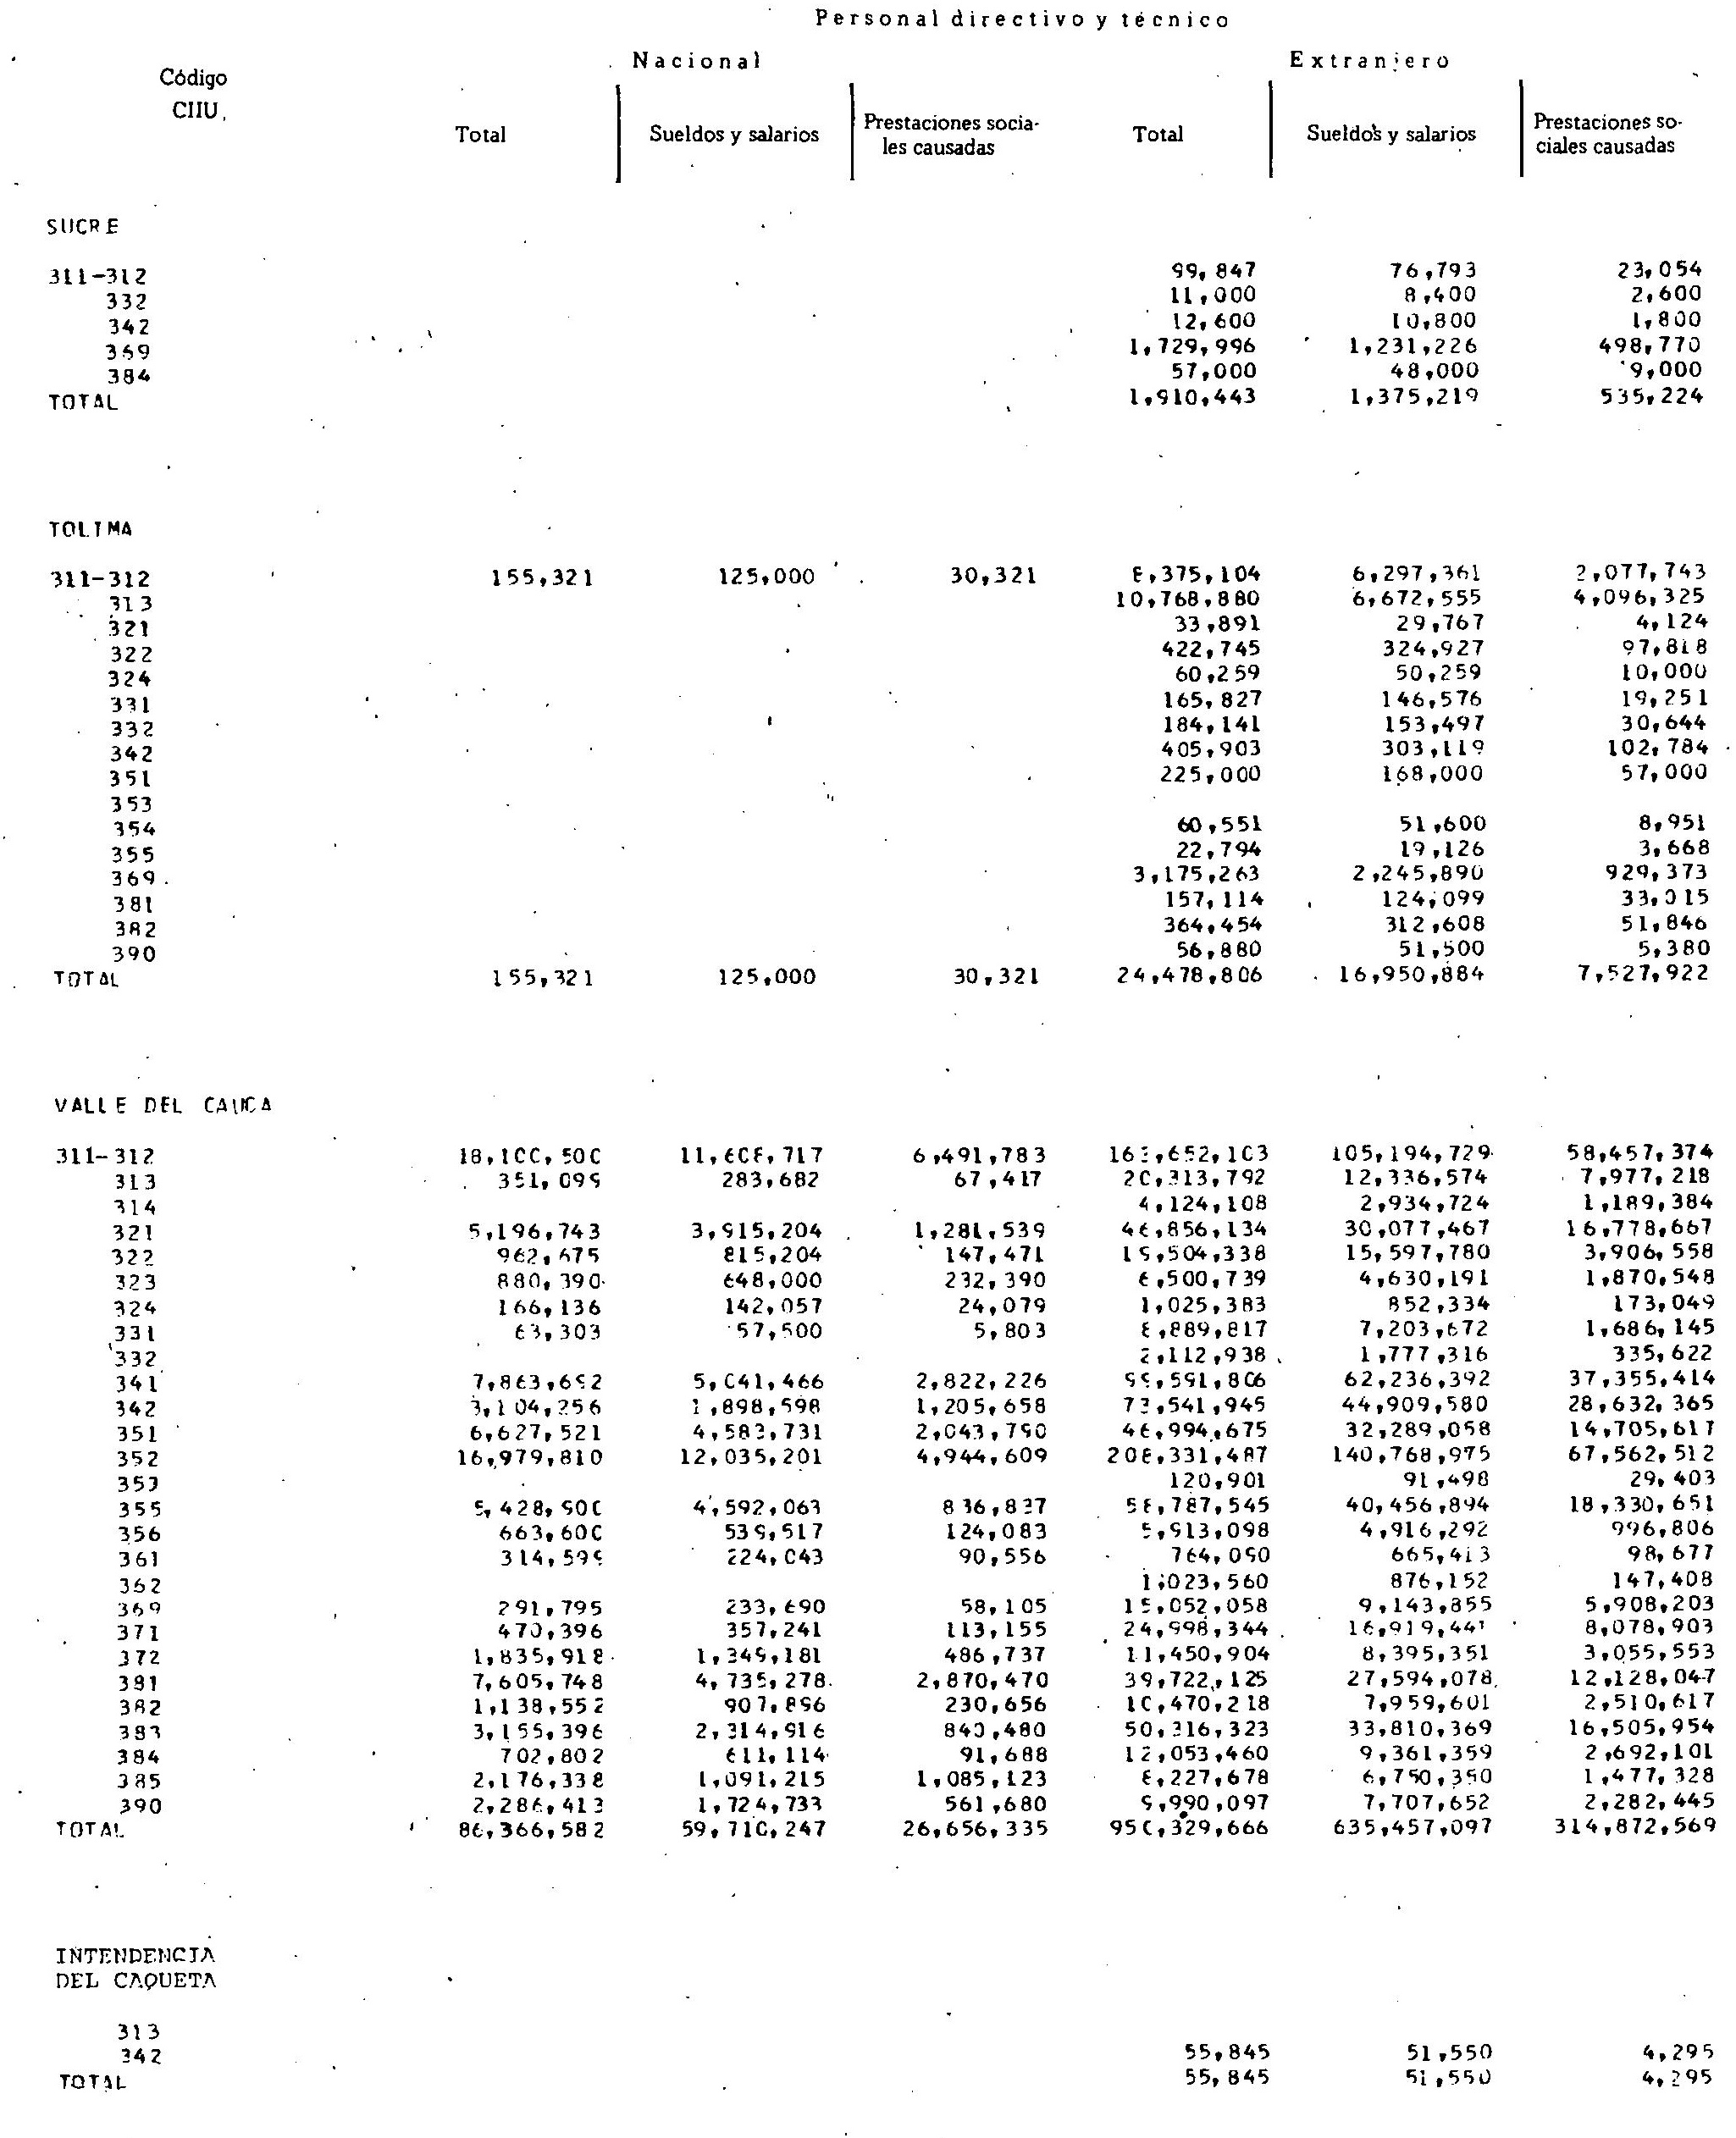 Personal directivo y técnico
Nacional Extranjero
Código
CIIU
Total Sueldos y salarios Prestaciones socia-
les causadas Total Sueldos y salarios Prestaciones so-
ciales causadas
SUCRE
311-312 99,847 76,793 23,054
332 11,000 8,400 2,600
342 12,600 10,800 1,800
369 1,729,996 1,231,226 498,770
384 57,000 48,000 9,000
TOTAL 1,910,443 1,375,219 535,224
TOLIMA
311-312 155,321 125,000 30,321 8,375,104 6,297,361 2,077,743
313 10,768,880 6,672,555 4,096,325
321 33,891 29,767 4,124
322 422,745 324,927 97,818
324 60,259 50,259 10,000
331 165,827 146,576 19,251
332 184,141 153,497 30,644
342 405,903 303,119 102,784
351 225,000 168,000 57,000
353
354 60,551 51,600 8,951
355 22,794 19,126 3,668
369 3,175,263 2,245,890 929,373
381 157,114 124,099 33,015
382 364,454 312,608 51,846
390 56,880 51,500 5,380
TOTAL 155,321 125,000 30,321 24,478,806 16,950,884 7,527,922
VALLE DEL CAUCA
311-312 18,100,500 11,608,717 6,491,783 163,652,103 105,194,729 58,457,374
313 351,099 283,682 67,417 20,313,792 12,336,574 7,977,218
314 4,124,108 2,934,724 1,189,384
321 5,196,743 3,915,204 1,281,539 46,856,134 30,077,467 16,778,667
322 962,675 815,204 147,471 19,504,338 15,597,780 3,906,558
323 880,390 648,000 232,390 6,500,739 4,630,191 1,870,548
324 166,136 142,057 24,079 1,025,383 852,334 173,049
331 63,303 57,500 5,803 8,889,817 7,203,672 1,686,145
332 2,112,938 1,777,316 335,622
341 7,863,692 5,041,466 2,822,226 99,591,806 62,236,392 37,355,414
342 3,104,256 1,898,598 1,205,658 73,541,945 44,909,580 28,632,365
351 6,627,521 4,583,731 2,043,790 46,994,675 32,289,058 14,705,617
352 16,979,810 12,035,201 4,944,609 208,331,487 140,768,975 67,562,512
353 120,901 91,498 29,403
355 5,428,900 4,592,063 836,837 58,787,545 40,456,894 18,330,651
356 663,600 539,517 124,083 5,913,098 4,916,292 996,806
361 314,599 224,043 90,556 764,090 665,413 98,677
362 1,023,560 876,152 147,408
369 291,795 233,690 58,105 15,052,058 9,143,855 5,908,203
371 470,396 357,241 113,155 24,998,344 16,919,441 8,078,903
372 1,835,918 1,349,181 486,737 11,450,904 8,395,351 3,055,553
381 7,605,748 4,735,278 2,870,470 39,722,125 27,594,078 12,128,047
382 1,138,552 907,896 230,656 10,470,218 7,959,601 2,510,617
383 3,155,396 2,314,916 840,480 50,316,323 33,810,369 16,505,954
384 702,802 611,114 91,688 12,053,460 9,361,359 2,692,101
385 2,176,338 1,091,215 1,085,123 8,227,678 6,750,350 1,477,328
390 2,286,413 1,724,733 561,680 9,990,097 7,707,652 2,282,445
TOTAL 86,366,582 59,710,247 26,656,335 950,329,666 635,457,097 314,872,569
INTENDENCIA
DEL CAQUETA
313
342 55,845 51,550 4,295
TOTAL 55,845 51,550 4,295